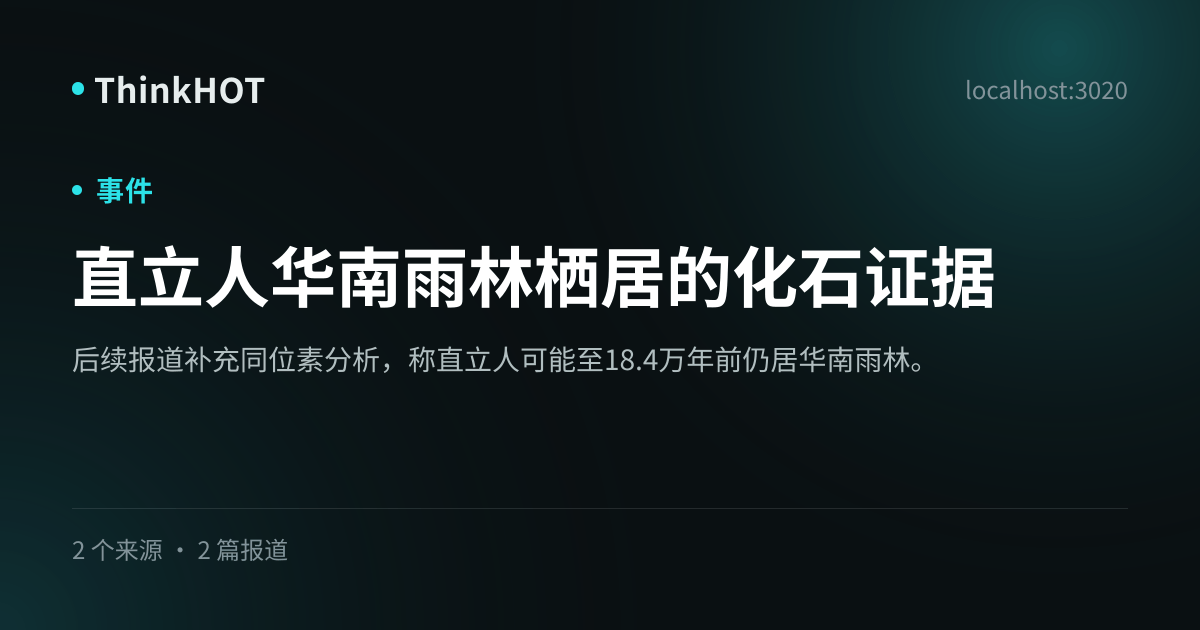 ThinkHOT
localhost:3020
事件
直立人华南雨林栖居的化石证据
后续报道补充同位素分析，称直立人可能至18.4万年前仍居华南雨林。
2 个来源 · 2 篇报道